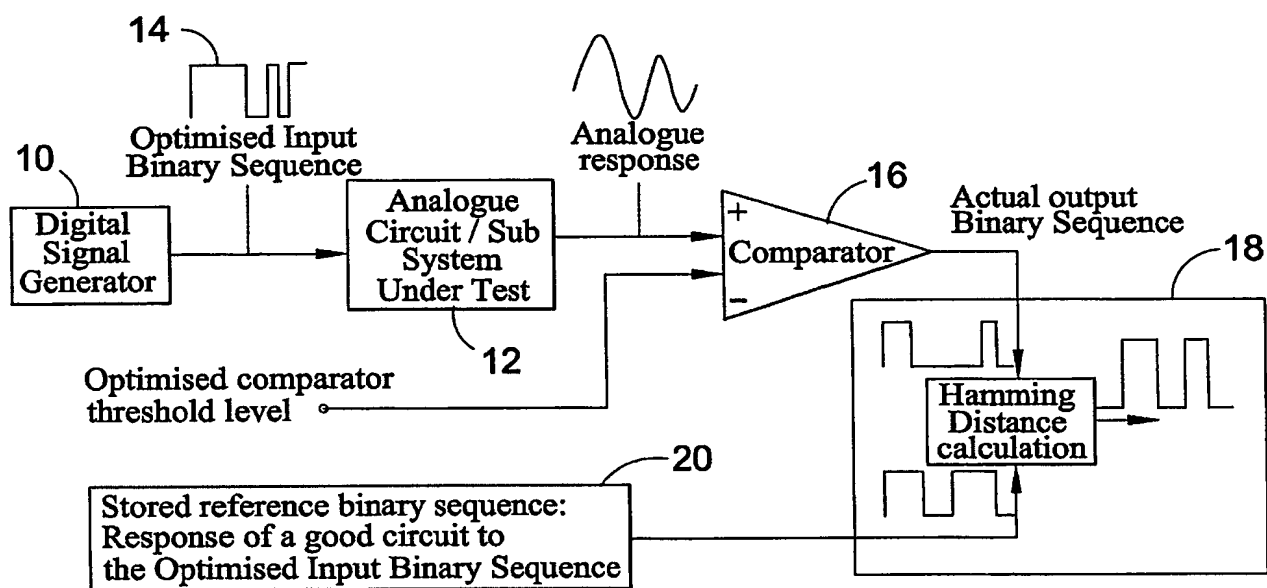 14
Optimised Input
Binary Sequence
10
Digital
Signal
Generator
Analogue
Circuit / Sub
System
Under Test
12
Analogue
response
16
+
Comparator
−
Actual output
Binary Sequence
18
Optimised comparator
threshold level
Hamming
Distance
calculation
20
Stored reference binary sequence:
Response of a good circuit to
the Optimised Input Binary Sequence